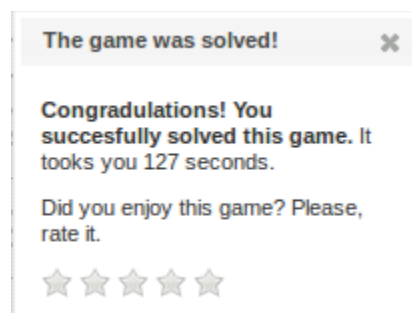 The game was solved!
Congradulations! You
succesfully solved this game. It
tooks you 127 seconds.
Did you enjoy this game? Please,
rate it.